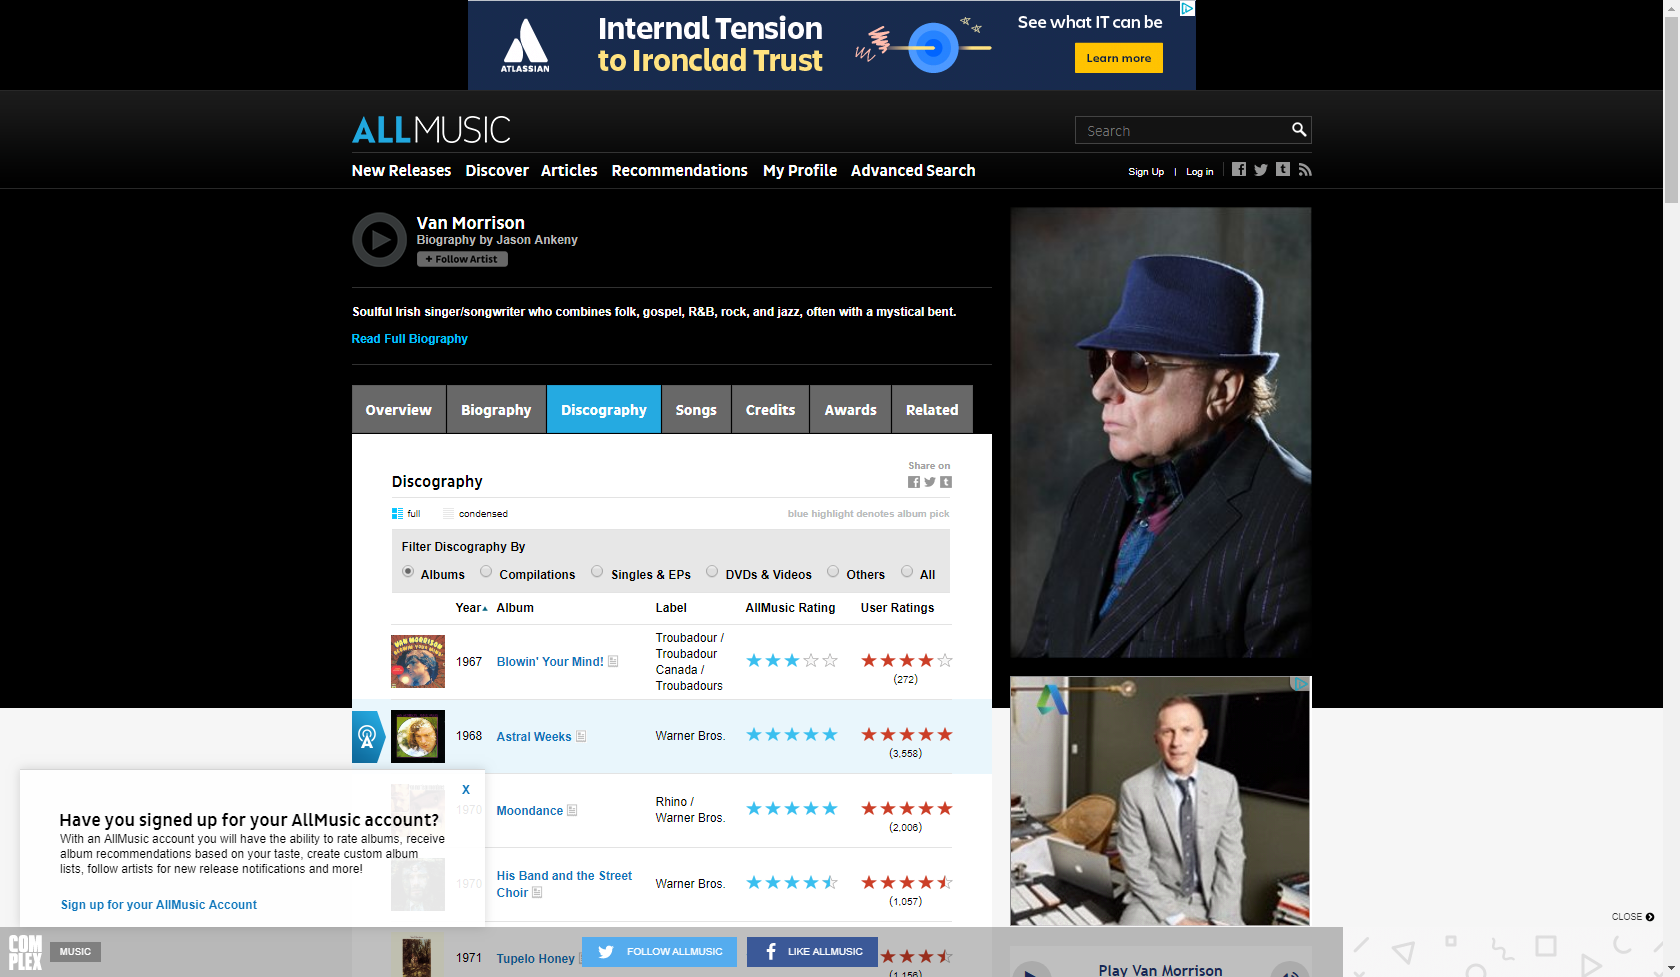 Internal Tension
to Ironclad Trust
ATLASSIAN
See what IT can be
Learn more
ALLMUSIC
Search
New Releases Discover Articles Recommendations My Profile Advanced Search
Sign Up | Log in
Van Morrison
Biography by Jason Ankeny
+ Follow Artist
Soulful Irish singer/songwriter who combines folk, gospel, R&B, rock, and jazz, often with a mystical bent.
Read Full Biography
Overview Biography Discography Songs Credits Awards Related
Share on
Discography
full condensed blue highlight denotes album pick
Filter Discography By
Albums Compilations Singles & EPs DVDs & Videos Others All
Year Album Label AllMusic Rating User Ratings
VAN MORRISON
BLOWIN' YOUR MIND!
1967 Blowin' Your Mind!
Troubadour /
Troubadour
Canada /
Troubadours
(272)
1968 Astral Weeks Warner Bros.
(3,558)
1970 Moondance
Rhino /
Warner Bros.
(2,006)
1970 His Band and the Street
Choir
Warner Bros.
(1,057)
1971 Tupelo Honey
(1,156)
X
Have you signed up for your AllMusic account?
With an AllMusic account you will have the ability to rate albums, receive
album recommendations based on your taste, create custom album
lists, follow artists for new release notifications and more!
Sign up for your AllMusic Account
CLOSE
COMPLEX
MUSIC
FOLLOW ALLMUSIC
LIKE ALLMUSIC
Play Van Morrison